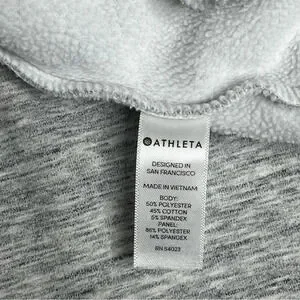 ATHLETA
DESIGNED IN
SAN FRANCISCO
MADE IN VIETNAM
BODY:
50% POLYESTER
45% COTTON
5% SPANDEX
PANEL:
86% POLYESTER
14% SPANDEX
RN 54023